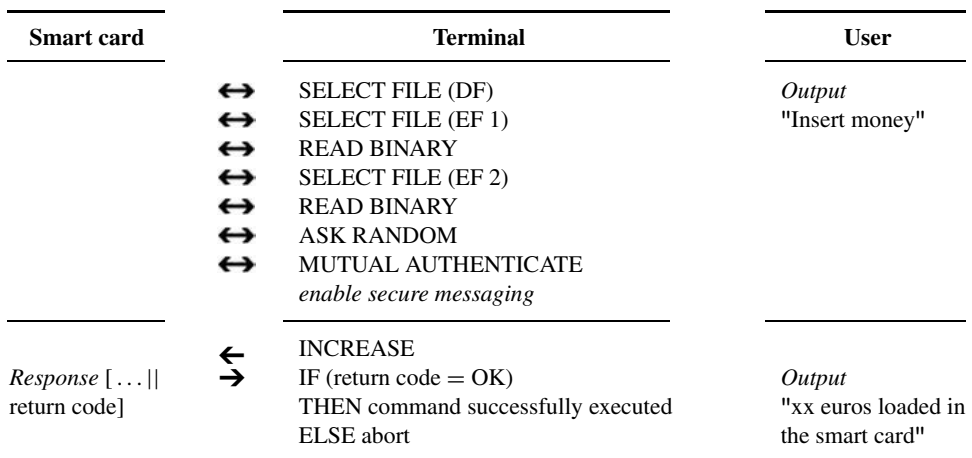 Smart card Terminal User
SELECT FILE (DF) Output
SELECT FILE (EF 1) "Insert money"
READ BINARY
SELECT FILE (EF 2)
READ BINARY
ASK RANDOM
MUTUAL AUTHENTICATE
enable secure messaging
INCREASE
Response [ . . . || IF (return code = OK) Output
return code] THEN command successfully executed "xx euros loaded in
ELSE abort the smart card"